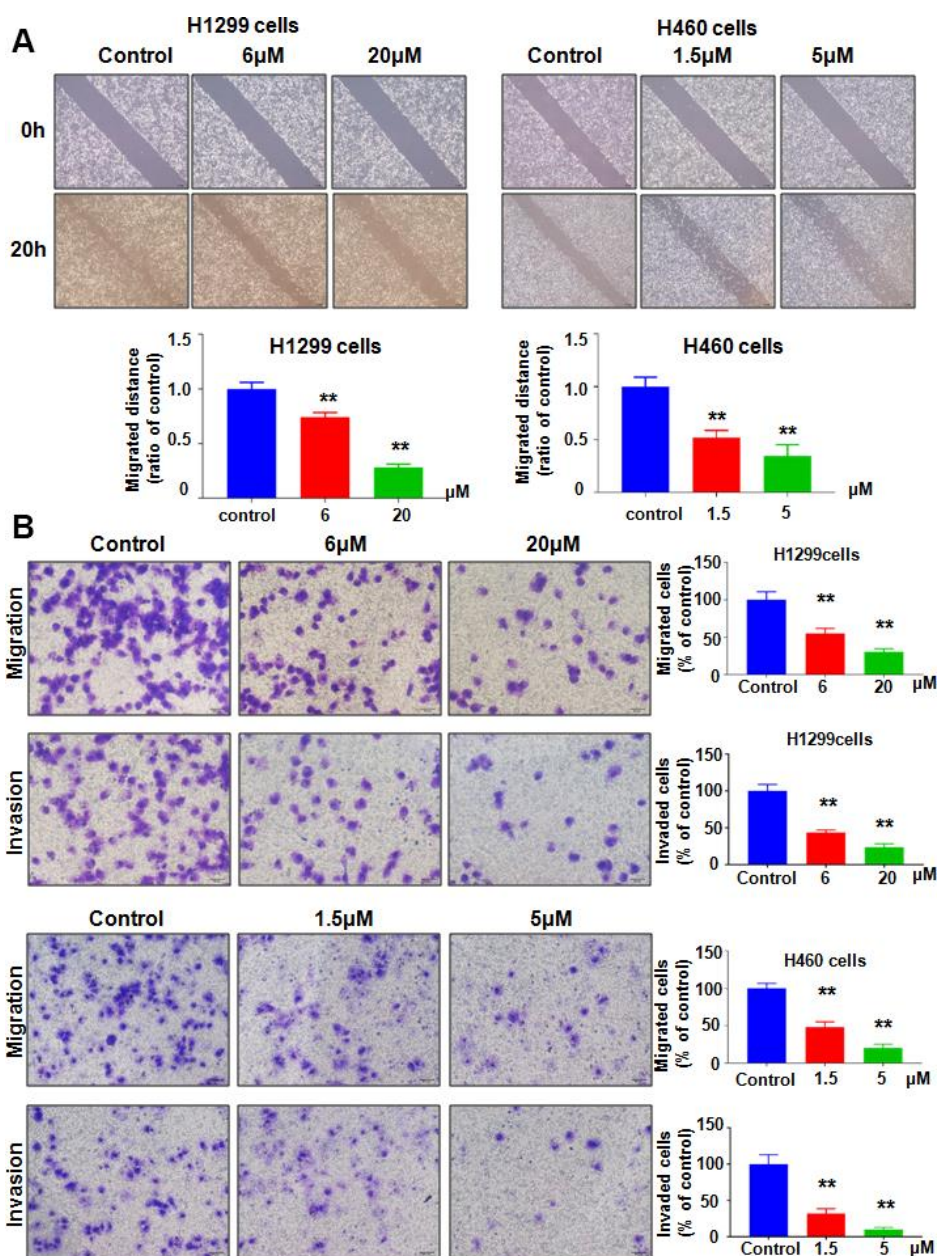 A
H1299 cells
Control 6μM 20μM
H460 cells
Control 1.5μM 5μM
0h
20h
H1299 cells
Migrated distance
(ratio of control)
1.5
1.0
0.5
0
**
**
control 6 20
μM
H460 cells
Migrated distance
(ratio of control)
1.5
1.0
0.5
0
**
**
control 1.5 5
μM
B
Control 6μM 20μM
Migration
Invasion
H1299cells
Migrated cells
(% of control)
150
100
50
0
**
**
Control 6 20 μM
H1299cells
Invaded cells
(% of control)
150
100
50
0
**
**
Control 6 20 μM
Control 1.5μM 5μM
Migration
Invasion
H460 cells
Migrated cells
(% of control)
150
100
50
0
**
**
Control 1.5 5 μM
Invaded cells
(% of control)
150
100
50
0
**
**
Control 1.5 5 μM